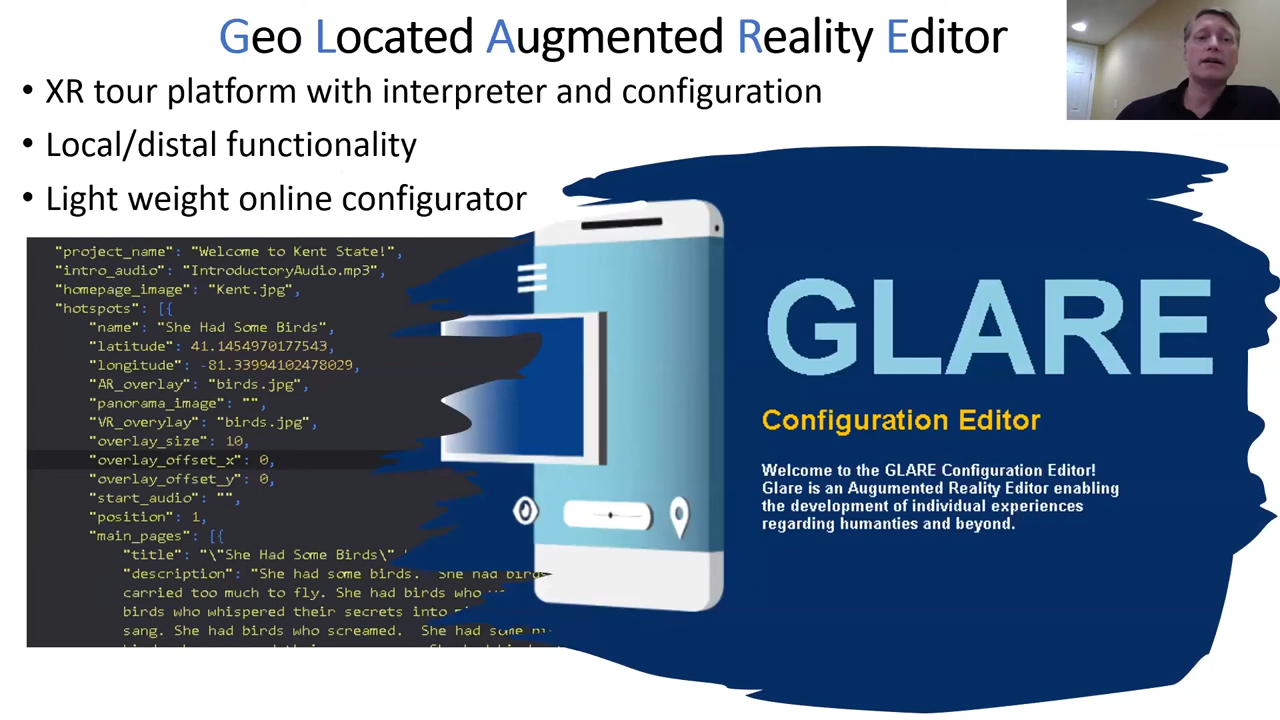 Geo Located Augmented Reality Editor
• XR tour platform with interpreter and configuration
• Local/distal functionality
• Light weight online configurator
"project_name": "Welcome to Kent State!",
"intro_audio": "IntroductoryAudio.mp3",
"homepage_image": "Kent.jpg",
"hotspots": [{
"name": "She Had Some Birds",
"latitude": 41.1454970177543,
"longitude": -81.33994102478029,
"AR_overlay": "birds.jpg",
"panorama_image": "",
"VR_overylay": "birds.jpg",
"overlay_size": 10,
"overlay_offset_x": 0,
"overlay_offset_y": 0,
"start_audio": "",
"position": 1,
"main_pages": [{
"title": "\"She Had Some Birds\"
"description": "She had some birds. She had birds
carried too much to fly. She had birds who
birds who whispered their secrets into
sang. She had birds who screamed. She had some
GLARE
Configuration Editor
Welcome to the GLARE Configuration Editor!
Glare is an Augumented Reality Editor enabling
the development of individual experiences
regarding humanties and beyond.